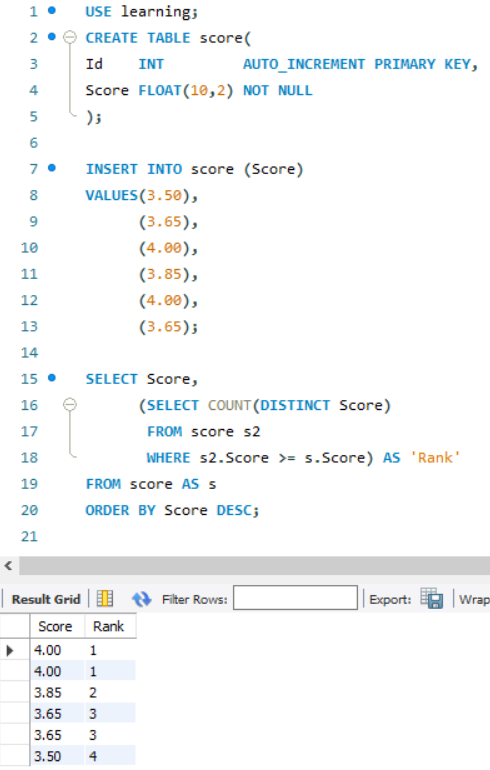 1 USE learning;
2 CREATE TABLE score(
3 Id    INT         AUTO_INCREMENT PRIMARY KEY,
4 Score FLOAT(10,2) NOT NULL
5 );
6
7 INSERT INTO score (Score)
8 VALUES(3.50),
9       (3.65),
10       (4.00),
11       (3.85),
12       (4.00),
13       (3.65);
14
15 SELECT Score,
16       (SELECT COUNT(DISTINCT Score)
17        FROM score s2
18        WHERE s2.Score >= s.Score) AS 'Rank'
19 FROM score AS s
20 ORDER BY Score DESC;
21
Result Grid Filter Rows: Export: Wrap
Score Rank
4.00 1
4.00 1
3.85 2
3.65 3
3.65 3
3.50 4